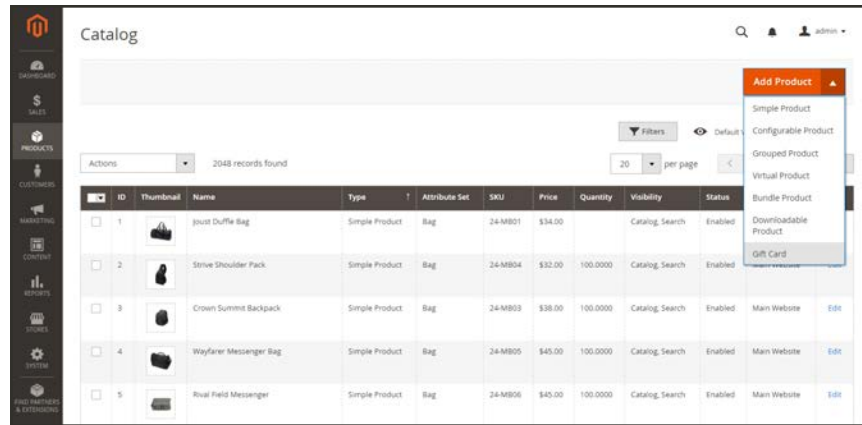 Catalog
admin
DASHBOARD
SALES
PRODUCTS
CUSTOMERS
MARKETING
CONTENT
REPORTS
STORES
SYSTEM
FIND PARTNERS
& EXTENSIONS
Add Product
Simple Product
Configurable Product
Grouped Product
Virtual Product
Bundle Product
Downloadable
Product
Gift Card
Filters Default
Actions 2048 records found 20 per page
ID Thumbnail Name Type Attribute Set SKU Price Quantity Visibility Status
1 Joust Duffle Bag Simple Product Bag 24-MB01 $34.00 Catalog, Search Enabled
2 Strive Shoulder Pack Simple Product Bag 24-MB04 $32.00 100.0000 Catalog, Search Enabled Main Website Edit
3 Crown Summit Backpack Simple Product Bag 24-MB03 $38.00 100.0000 Catalog, Search Enabled Main Website Edit
4 Wayfarer Messenger Bag Simple Product Bag 24-MB05 $45.00 100.0000 Catalog, Search Enabled Main Website Edit
5 Rival Field Messenger Simple Product Bag 24-MB06 $45.00 100.0000 Catalog, Search Enabled Main Website Edit